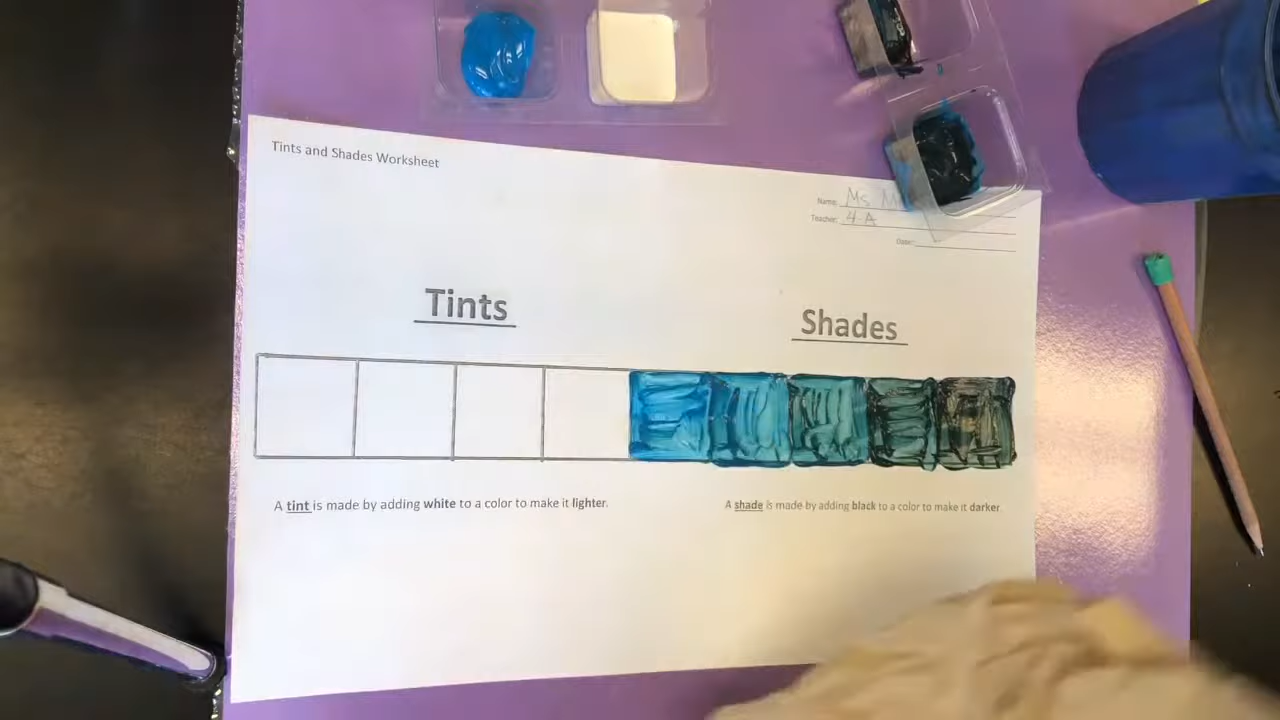 Tints and Shades Worksheet
Name: Ms
Teacher: 4-A
Date:
Tints
Shades
A tint is made by adding white to a color to make it lighter.
A shade is made by adding black to a color to make it darker.